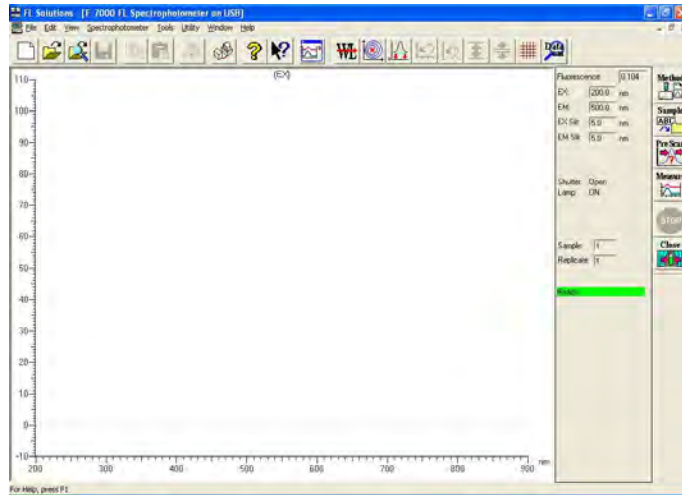 FL Solutions - [F-7000 FL Spectrophotometer on USB]
File Edit View Spectrophotometer Tools Utility Window Help
WL
(EX)
110
100
90
80
70
60
50
40
30
20
10
0
-10
200 300 400 500 600 700 800 900 nm
Fluorescence 0.104
EX: 200.0 nm
EM: 500.0 nm
EX Slit 5.0 nm
EM Slit 5.0 nm
Shutter Open
Lamp ON
Sample: 1
Replicate 1
Ready
Method
Sample
ABC
Pre Scan
Measure
STOP
Close
For Help, press F1